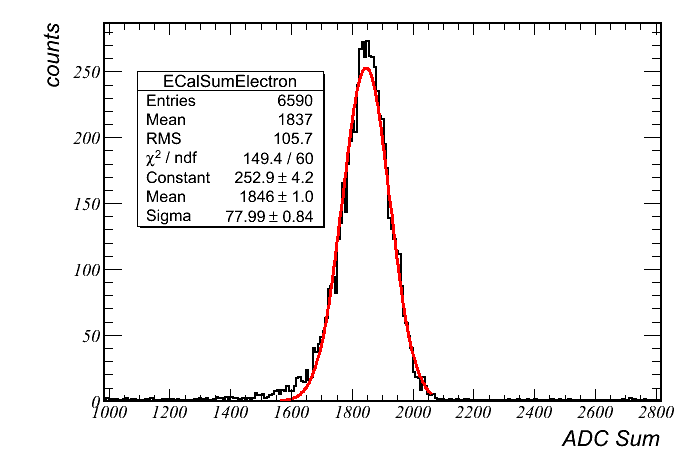 counts
250
200
150
100
50
0
ECalSumElectron
Entries 6590
Mean 1837
RMS 105.7
χ² / ndf 149.4 / 60
Constant 252.9 ± 4.2
Mean 1846 ± 1.0
Sigma 77.99 ± 0.84
1000 1200 1400 1600 1800 2000 2200 2400 2600 2800
ADC Sum